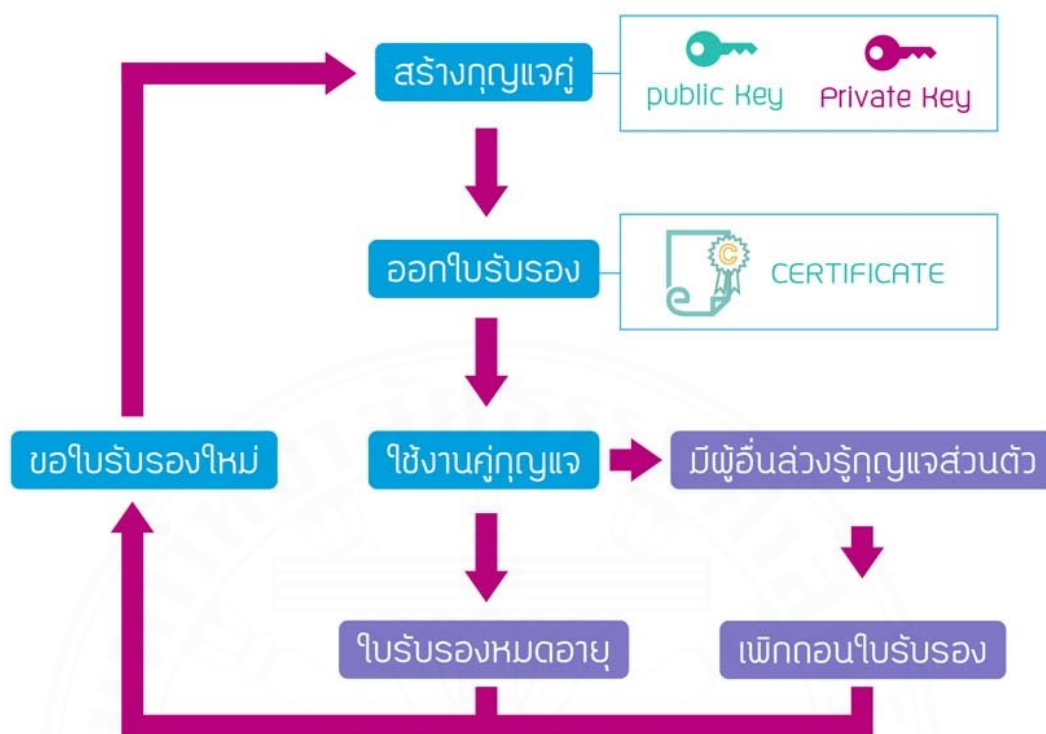 สร้างกุญแจคู่
public Key
Private Key
ออกใบรับรอง
C
CERTIFICATE
ขอใบรับรองใหม่
ใช้งานคู่กุญแจ
มีผู้อื่นล่วงรู้กุญแจส่วนตัว
ใบรับรองหมดอายุ
เพิกถอนใบรับรอง